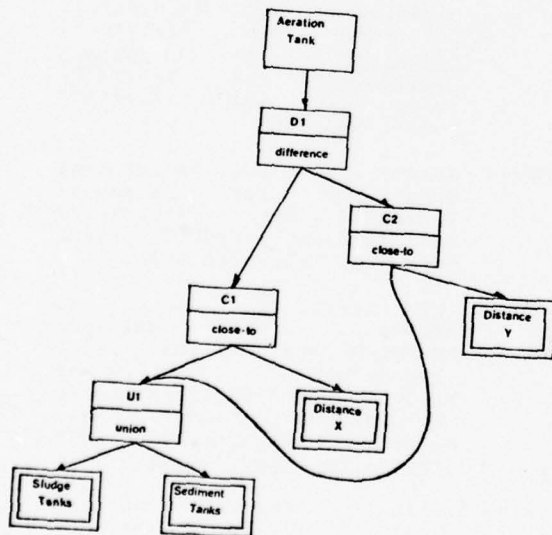 Aeration
Tank
D1
difference
C2
close-to
C1
close-to
Distance
Y
U1
union
Distance
X
Sludge
Tanks
Sediment
Tanks